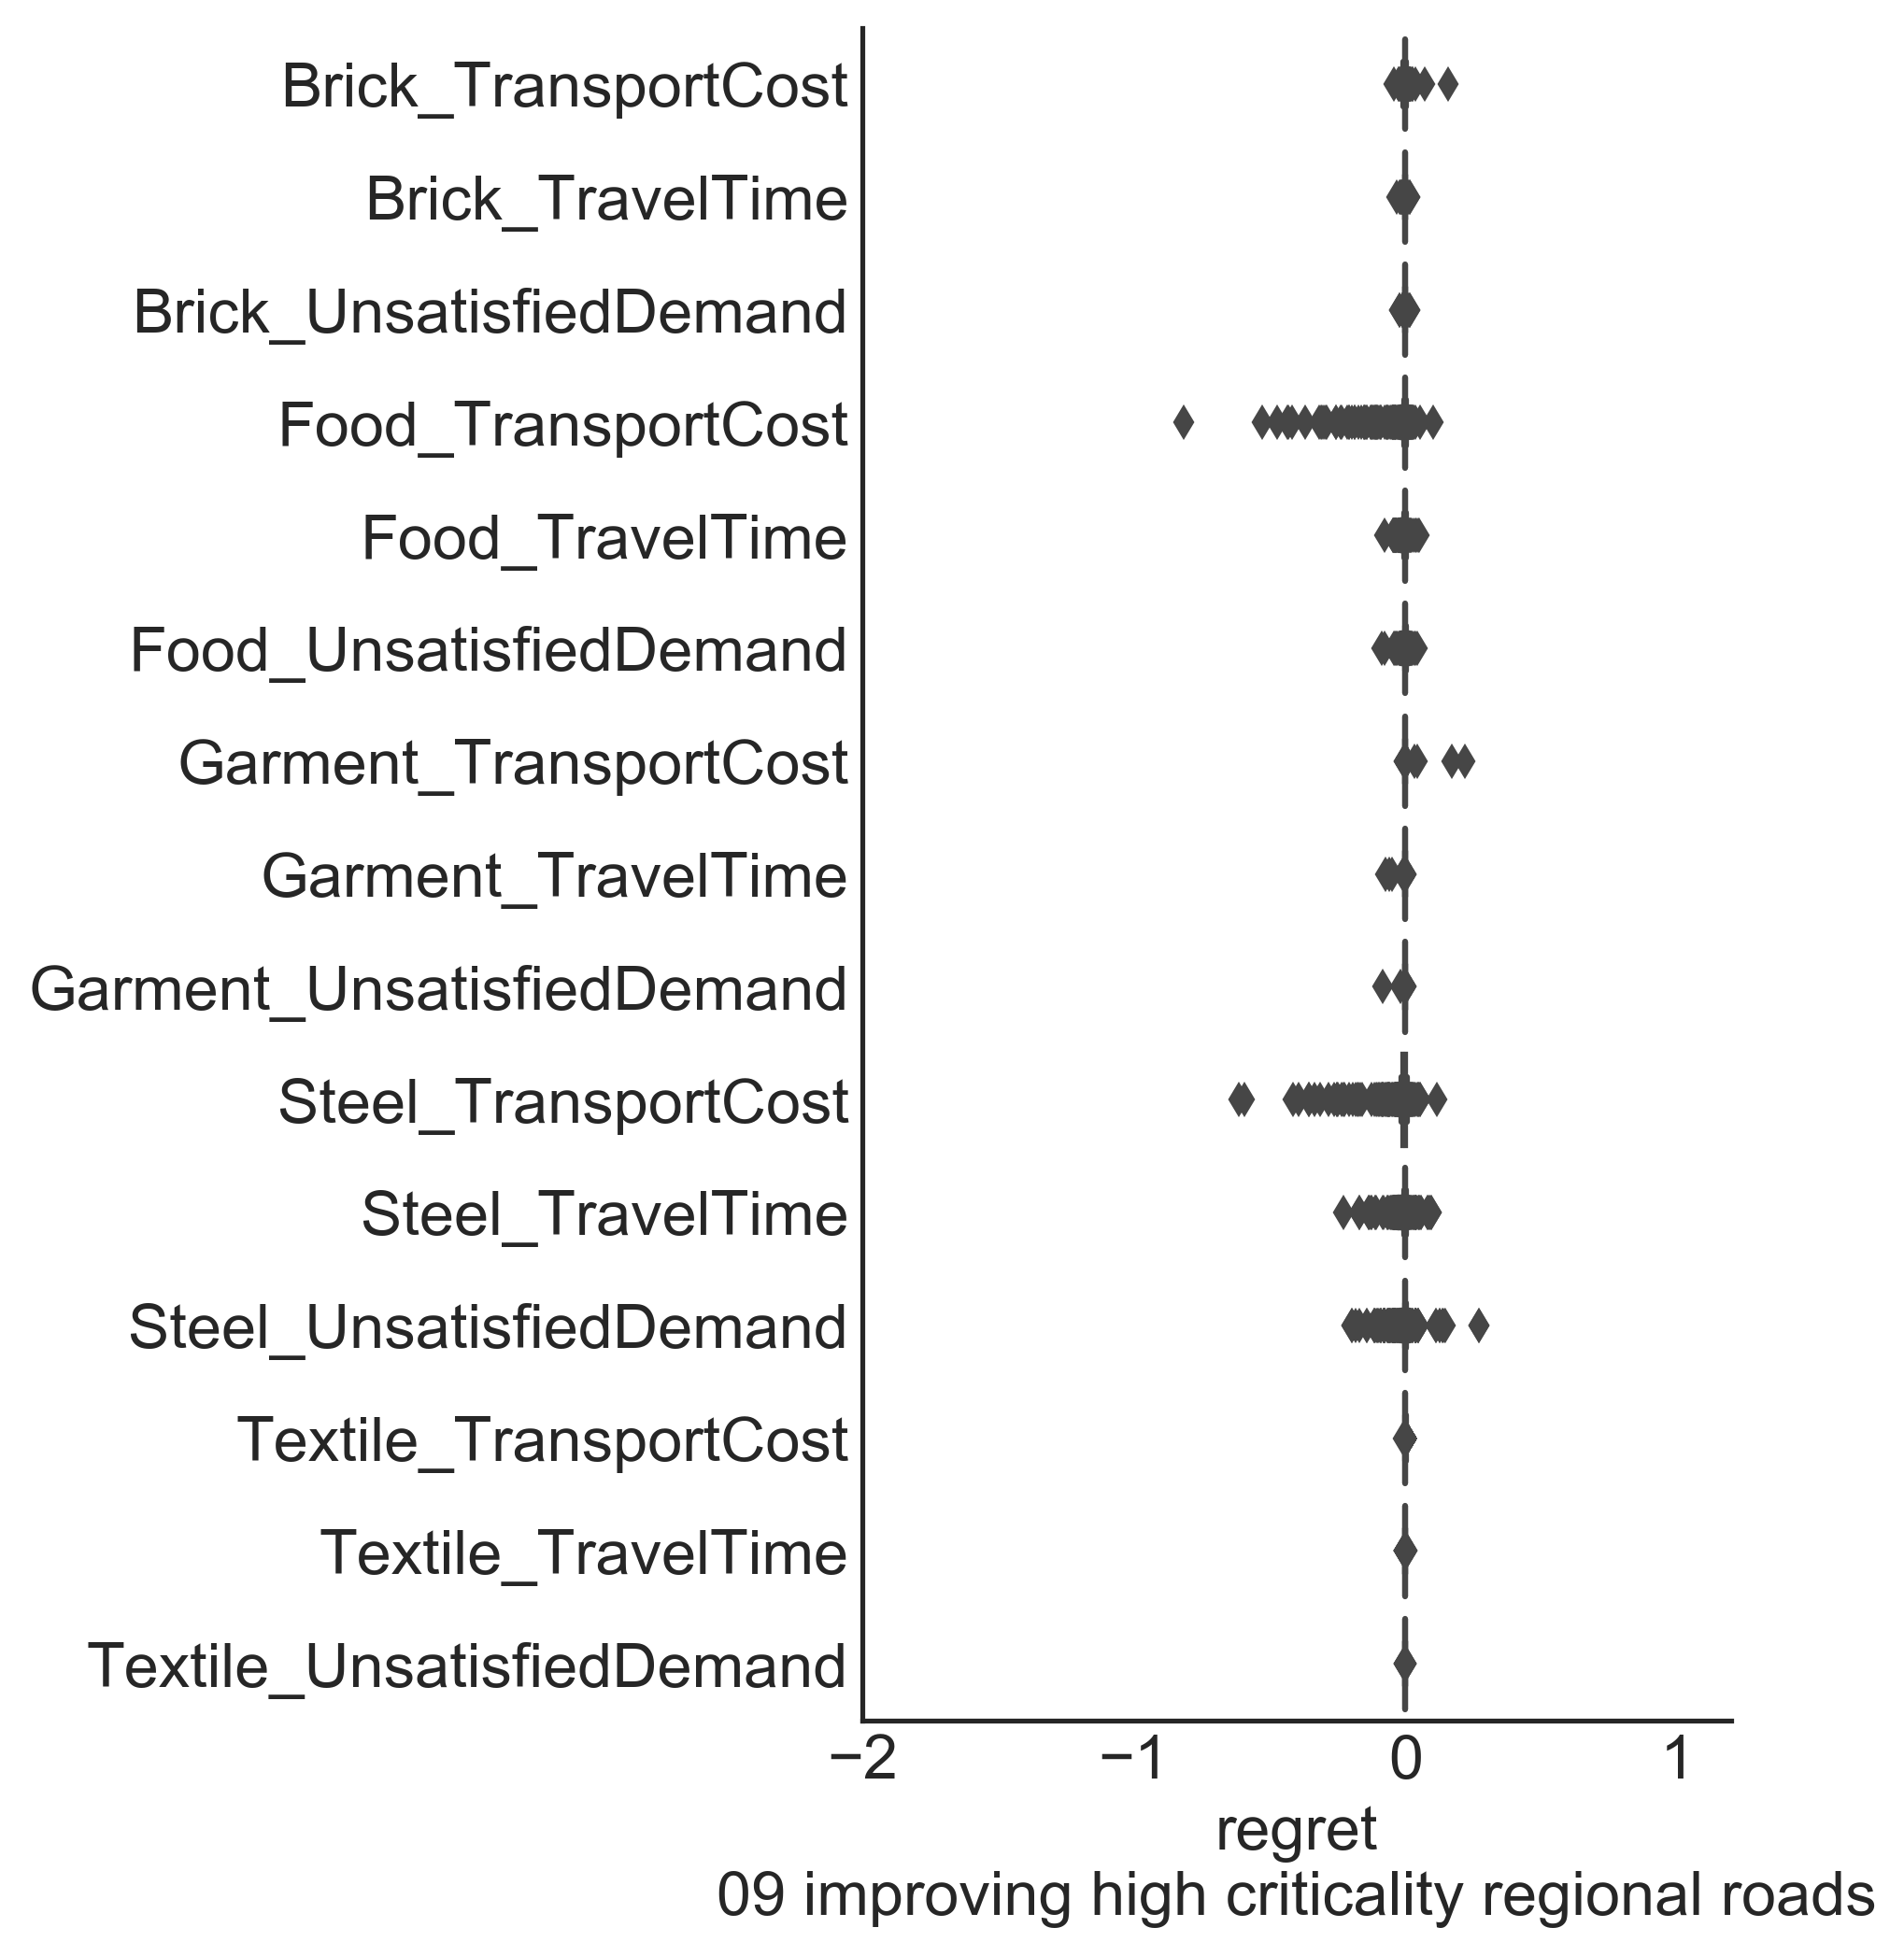 Brick_TransportCost
Brick_TravelTime
Brick_UnsatisfiedDemand
Food_TransportCost
Food_TravelTime
Food_UnsatisfiedDemand
Garment_TransportCost
Garment_TravelTime
Garment_UnsatisfiedDemand
Steel_TransportCost
Steel_TravelTime
Steel_UnsatisfiedDemand
Textile_TransportCost
Textile_TravelTime
Textile_UnsatisfiedDemand
−2 −1 0 1
regret
09 improving high criticality regional roads